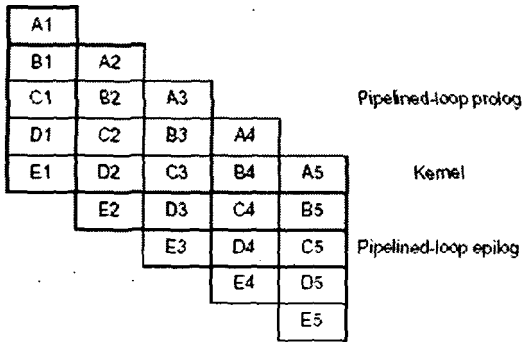 A1
B1 A2
C1 B2 A3 Pipelined-loop prolog
D1 C2 B3 A4
E1 D2 C3 B4 A5 Kernel
E2 D3 C4 B5
E3 D4 C5 Pipelined-loop epilog
E4 D5
E5